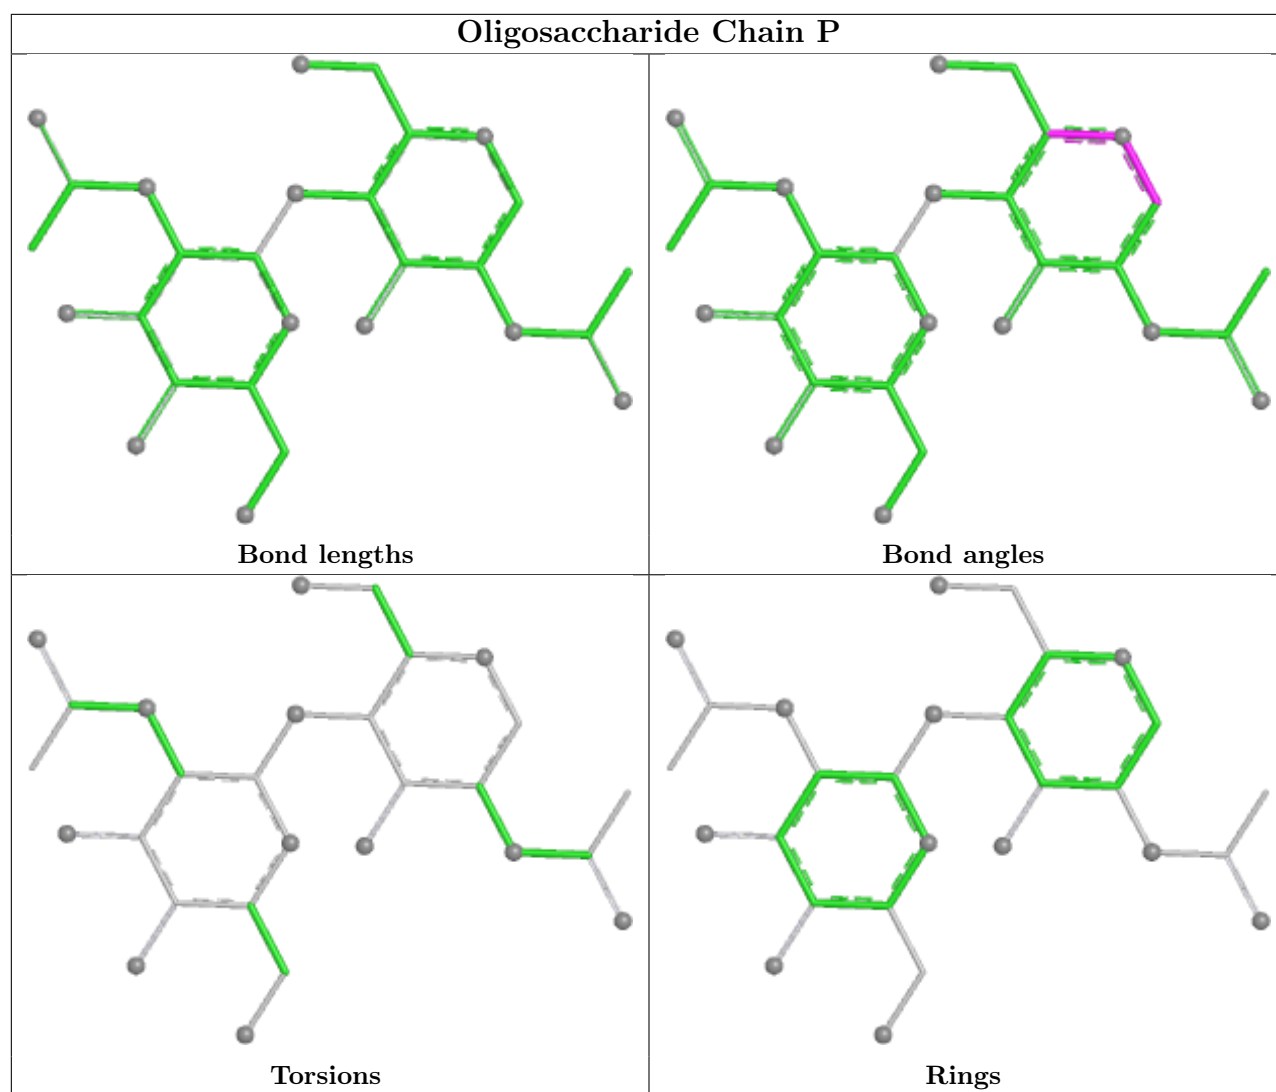 Oligosaccharide Chain P
Bond lengths
Bond angles
Torsions
Rings